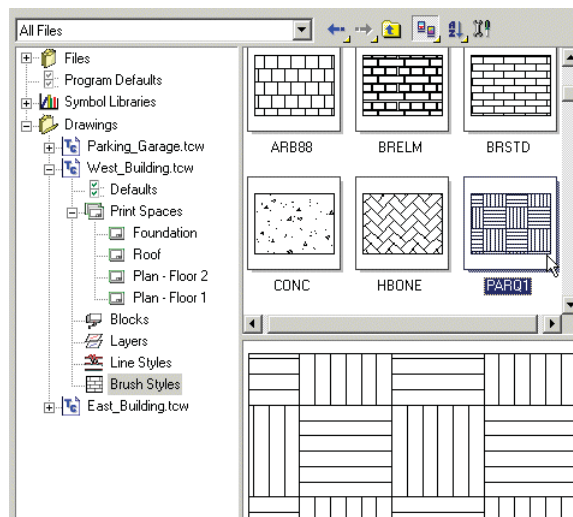 All Files
Files
Program Defaults
Symbol Libraries
Drawings
Parking_Garage.tcw
West_Building.tcw
Defaults
Print Spaces
Foundation
Roof
Plan - Floor 2
Plan - Floor 1
Blocks
Layers
Line Styles
Brush Styles
East_Building.tcw
ARB88 BRELM BRSTD
CONC HBONE PARQ1